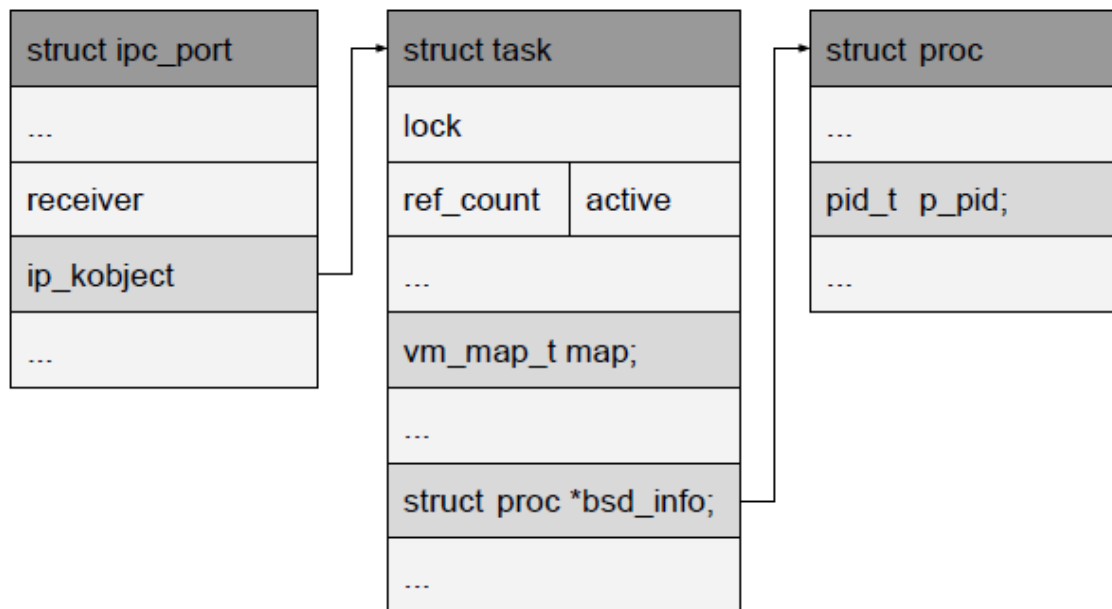 struct ipc_port
...
receiver
ip_kobject
...
struct task
lock
ref_count active
...
vm_map_t map;
...
struct proc *bsd_info;
...
struct proc
...
pid_t p_pid;
...